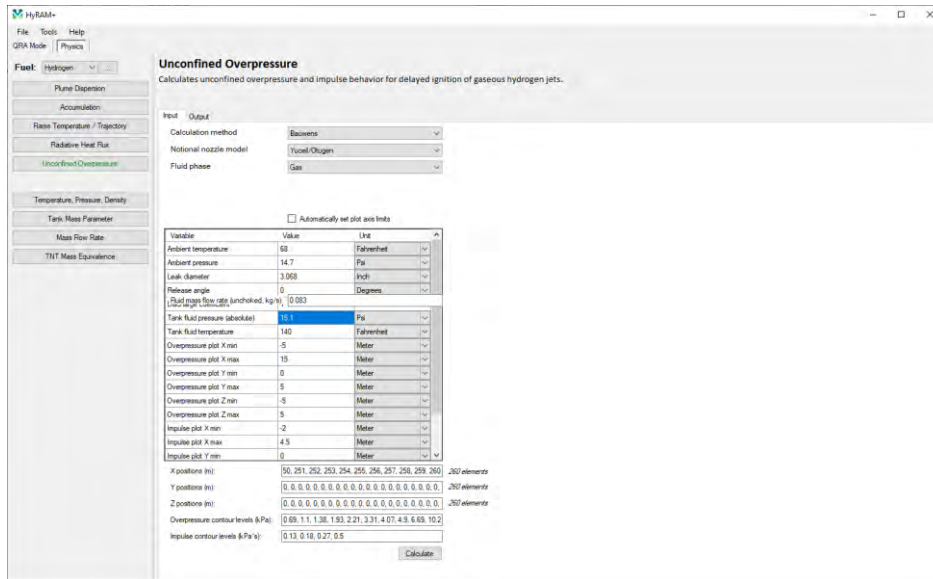 HyRAM+
File Tools Help
QRA Mode Physics
Fuel: Hydrogen ...
Plume Dispersion
Accumulation
Flame Temperature / Trajectory
Radiative Heat Flux
Unconfined Overpressure
Temperature, Pressure, Density
Tank Mass Parameter
Mass Flow Rate
TNT Mass Equivalence
Unconfined Overpressure
Calculates unconfined overpressure and impulse behavior for delayed ignition of gaseous hydrogen jets.
Input Output
Calculation method Bauwens
Notional nozzle model Yucel/Otugen
Fluid phase Gas
Automatically set plot axis limits
Variable Value Unit
Ambient temperature 68 Fahrenheit
Ambient pressure 14.7 Psi
Leak diameter 3.068 Inch
Release angle 0 Degrees
Fluid mass flow rate (unchoked, kg/s) 0.083
Discharge coefficient
Tank fluid pressure (absolute) 15.1 Psi
Tank fluid temperature 140 Fahrenheit
Overpressure plot X min -5 Meter
Overpressure plot X max 15 Meter
Overpressure plot Y min 0 Meter
Overpressure plot Y max 5 Meter
Overpressure plot Z min -5 Meter
Overpressure plot Z max 5 Meter
Impulse plot X min -2 Meter
Impulse plot X max 4.5 Meter
Impulse plot Y min 0 Meter
X positions (m): 50, 251, 252, 253, 254, 255, 256, 257, 258, 259, 260 260 elements
Y positions (m): 0, 0, 0, 0, 0, 0, 0, 0, 0, 0, 0, 0, 0, 0, 0, 0, 0, 0, 0, 0, 260 elements
Z positions (m): 0, 0, 0, 0, 0, 0, 0, 0, 0, 0, 0, 0, 0, 0, 0, 0, 0, 0, 0, 0, 260 elements
Overpressure contour levels (kPa): 0.69, 1.1, 1.38, 1.93, 2.21, 3.31, 4.07, 4.9, 6.69, 10.2
Impulse contour levels (kPa*s): 0.13, 0.18, 0.27, 0.5
Calculate